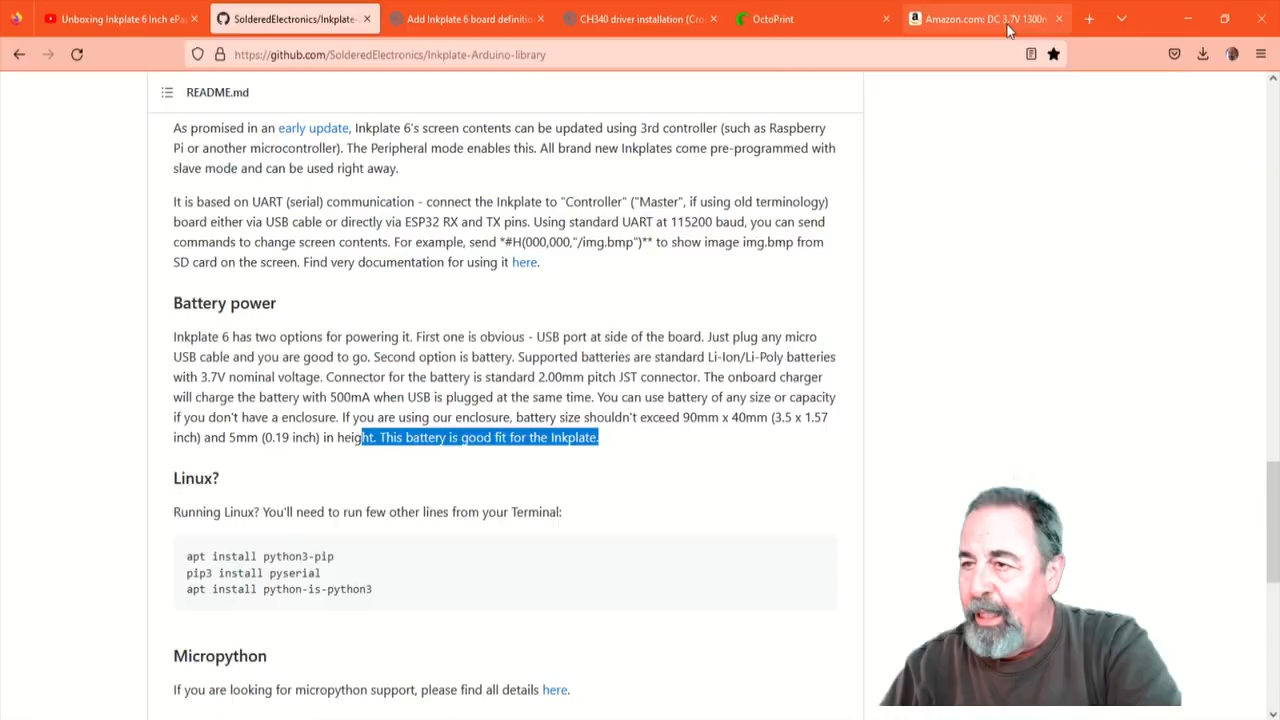 Unboxing Inkplate 6 Inch ePa
SolderedElectronics/Inkplate-
Add Inkplate 6 board definitio
CH340 driver installation (Cro
OctoPrint
Amazon.com: DC 3.7V 1300m
https://github.com/SolderedElectronics/Inkplate-Arduino-library
README.md
As promised in an early update, Inkplate 6's screen contents can be updated using 3rd controller (such as Raspberry
Pi or another microcontroller). The Peripheral mode enables this. All brand new Inkplates come pre-programmed with
slave mode and can be used right away.
It is based on UART (serial) communication - connect the Inkplate to "Controller" ("Master", if using old terminology)
board either via USB cable or directly via ESP32 RX and TX pins. Using standard UART at 115200 baud, you can send
commands to change screen contents. For example, send *#H(000,000,"/img.bmp")** to show image img.bmp from
SD card on the screen. Find very documentation for using it here.
Battery power
Inkplate 6 has two options for powering it. First one is obvious - USB port at side of the board. Just plug any micro
USB cable and you are good to go. Second option is battery. Supported batteries are standard Li-Ion/Li-Poly batteries
with 3.7V nominal voltage. Connector for the battery is standard 2.00mm pitch JST connector. The onboard charger
will charge the battery with 500mA when USB is plugged at the same time. You can use battery of any size or capacity
if you don't have a enclosure. If you are using our enclosure, battery size shouldn't exceed 90mm x 40mm (3.5 x 1.57
inch) and 5mm (0.19 inch) in height. This battery is good fit for the Inkplate.
Linux?
Running Linux? You'll need to run few other lines from your Terminal:
apt install python3-pip
pip3 install pyserial
apt install python-is-python3
Micropython
If you are looking for micropython support, please find all details here.